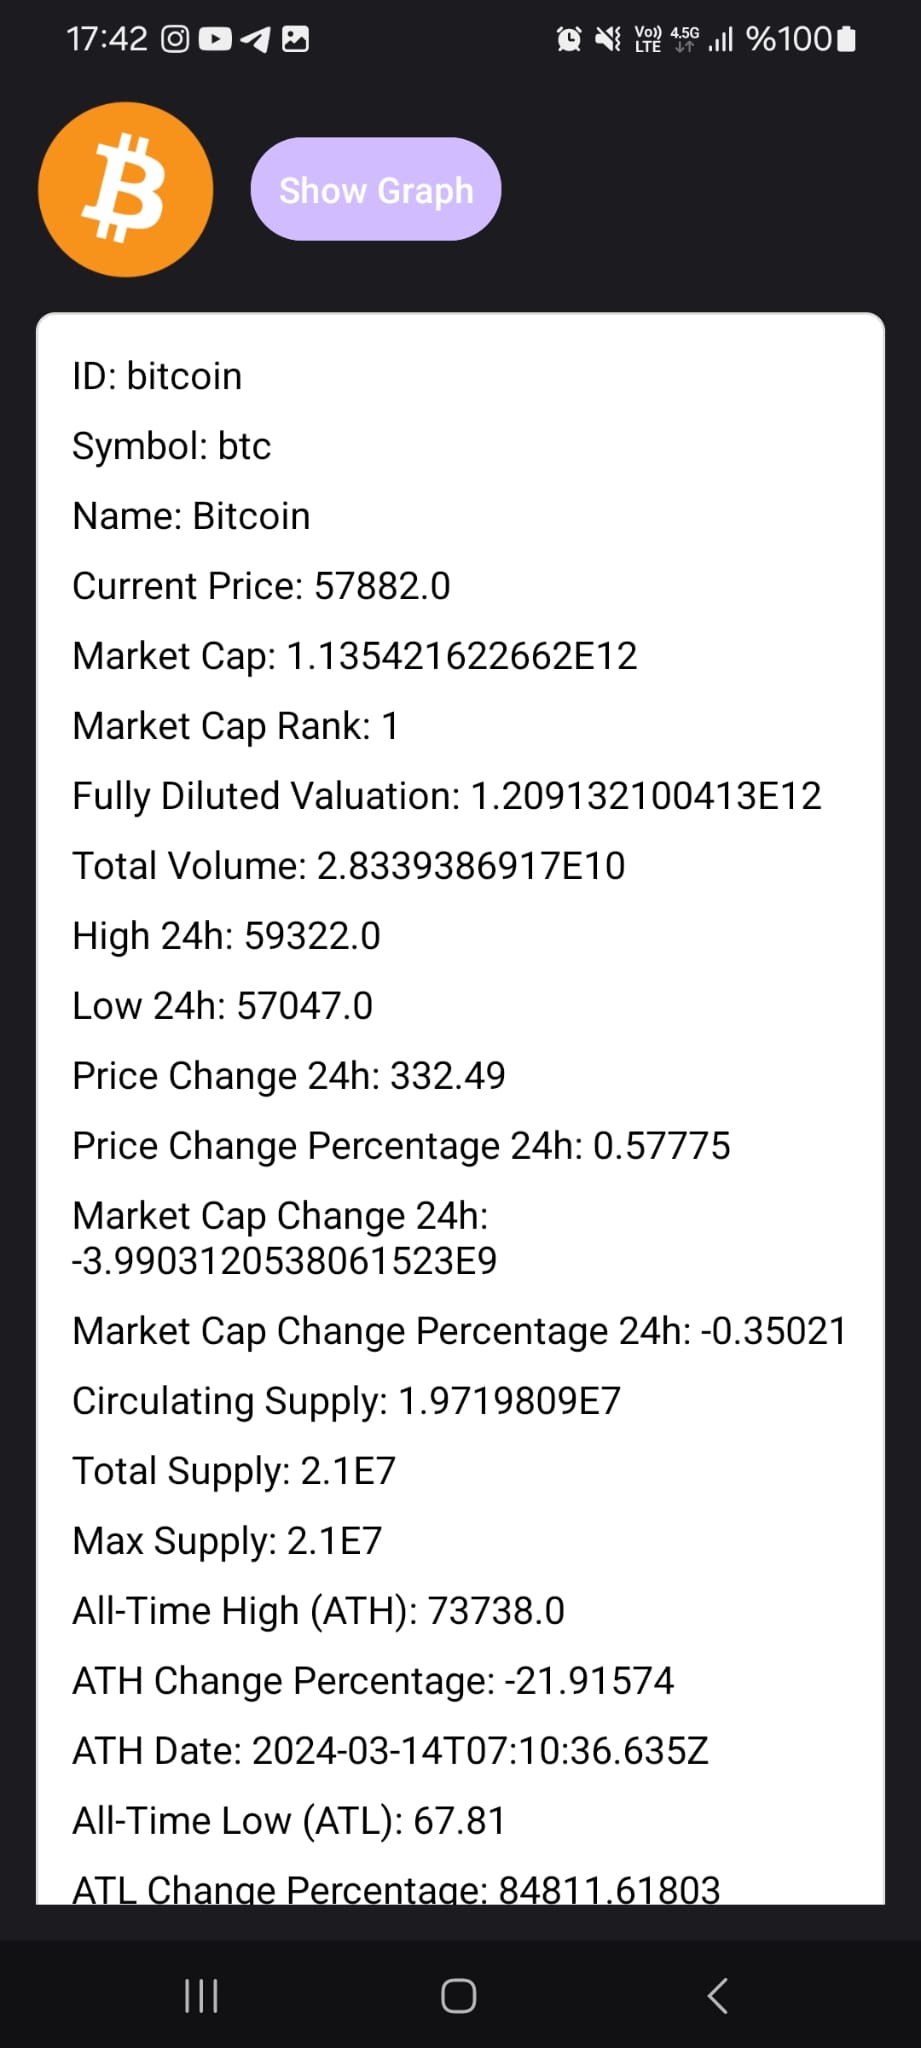 17:42 Vo)) LTE 4.5G %100
Show Graph
ID: bitcoin
Symbol: btc
Name: Bitcoin
Current Price: 57882.0
Market Cap: 1.135421622662E12
Market Cap Rank: 1
Fully Diluted Valuation: 1.209132100413E12
Total Volume: 2.8339386917E10
High 24h: 59322.0
Low 24h: 57047.0
Price Change 24h: 332.49
Price Change Percentage 24h: 0.57775
Market Cap Change 24h:
-3.9903120538061523E9
Market Cap Change Percentage 24h: -0.35021
Circulating Supply: 1.9719809E7
Total Supply: 2.1E7
Max Supply: 2.1E7
All-Time High (ATH): 73738.0
ATH Change Percentage: -21.91574
ATH Date: 2024-03-14T07:10:36.635Z
All-Time Low (ATL): 67.81
ATL Change Percentage: 84811.61803